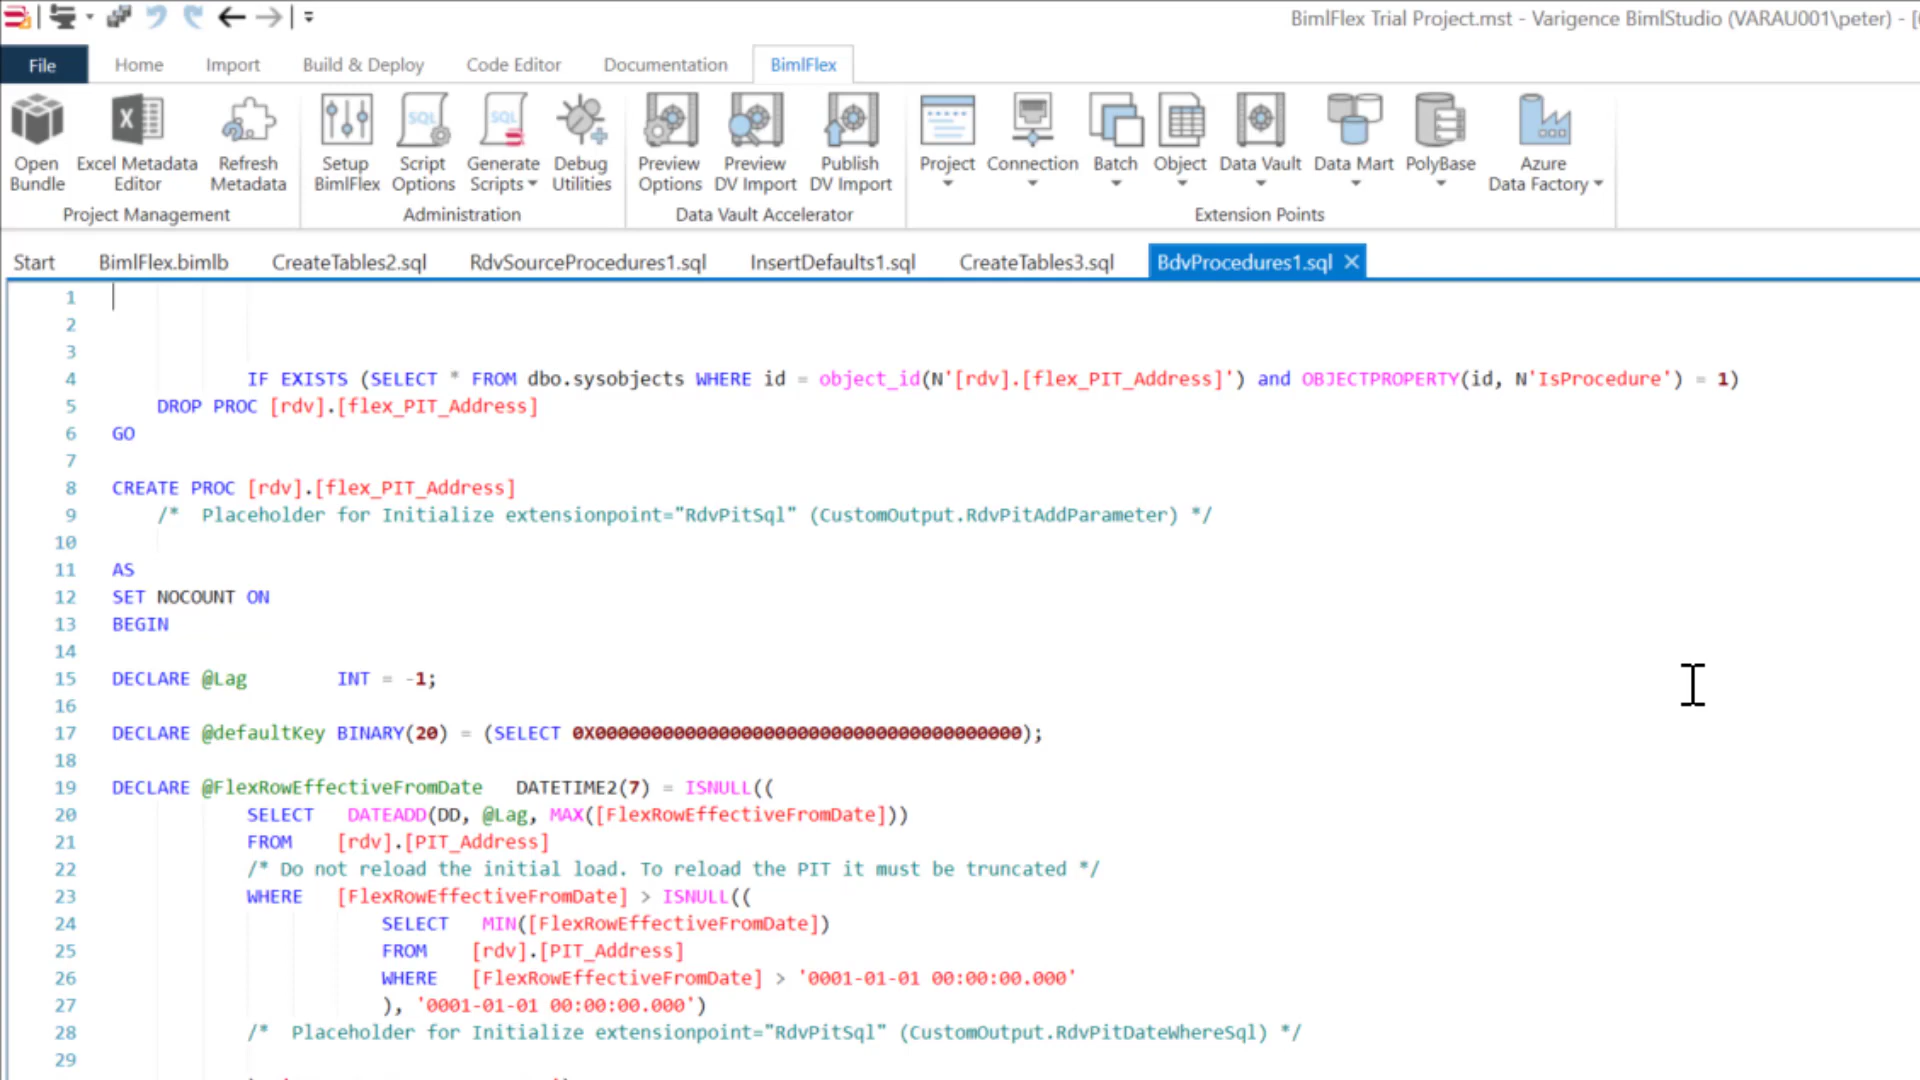 BimlFlex Trial Project.mst - Varigence BimlStudio (VARAU001\peter) - [
File Home Import Build & Deploy Code Editor Documentation BimlFlex
Open Bundle
Excel Metadata Editor
Refresh Metadata
Setup BimlFlex
Script Options
Generate Scripts
Debug Utilities
Preview Options
Preview DV Import
Publish DV Import
Project
Connection
Batch
Object
Data Vault
Data Mart
PolyBase
Azure Data Factory
Project Management Administration Data Vault Accelerator Extension Points
Start BimlFlex.bimlb CreateTables2.sql RdvSourceProcedures1.sql InsertDefaults1.sql CreateTables3.sql BdvProcedures1.sql
1
2
3
4 IF EXISTS (SELECT * FROM dbo.sysobjects WHERE id = object_id(N'[rdv].[flex_PIT_Address]') and OBJECTPROPERTY(id, N'IsProcedure') = 1)
5 DROP PROC [rdv].[flex_PIT_Address]
6 GO
7
8 CREATE PROC [rdv].[flex_PIT_Address]
9 /* Placeholder for Initialize extensionpoint="RdvPitSql" (CustomOutput.RdvPitAddParameter) */
10
11 AS
12 SET NOCOUNT ON
13 BEGIN
14
15 DECLARE @Lag INT = -1;
16
17 DECLARE @defaultKey BINARY(20) = (SELECT 0X00000000000000000000000000000000000000);
18
19 DECLARE @FlexRowEffectiveFromDate DATETIME2(7) = ISNULL((
20 SELECT DATEADD(DD, @Lag, MAX([FlexRowEffectiveFromDate]))
21 FROM [rdv].[PIT_Address]
22 /* Do not reload the initial load. To reload the PIT it must be truncated */
23 WHERE [FlexRowEffectiveFromDate] > ISNULL((
24 SELECT MIN([FlexRowEffectiveFromDate])
25 FROM [rdv].[PIT_Address]
26 WHERE [FlexRowEffectiveFromDate] > '0001-01-01 00:00:00.000'
27 ), '0001-01-01 00:00:00.000')
28 /* Placeholder for Initialize extensionpoint="RdvPitSql" (CustomOutput.RdvPitDateWhereSql) */
29